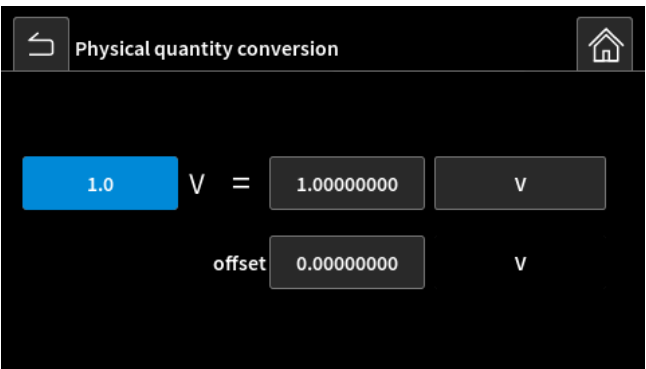 Physical quantity conversion
1.0 V = 1.00000000 V
offset 0.00000000 V